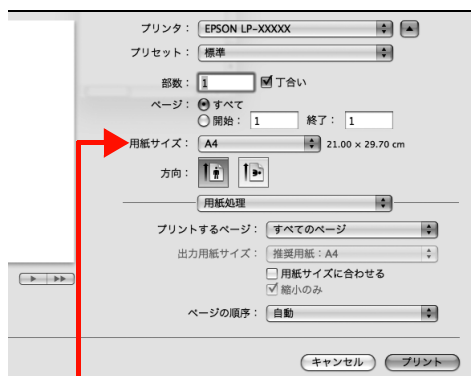 プリンタ： EPSON LP-XXXXX
プリセット： 標準
部数： 1 丁合い
ページ： すべて
開始： 1 終了： 1
用紙サイズ： A4 21.00 × 29.70 cm
方向：
用紙処理
プリントするページ： すべてのページ
出力用紙サイズ： 推奨用紙：A4
用紙サイズに合わせる
縮小のみ
ページの順序： 自動
キャンセル プリント